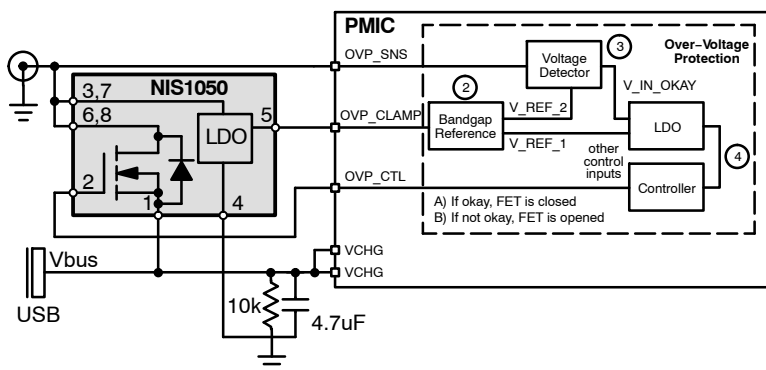 PMIC
OVP_SNS
Voltage
Detector
3
Over–Voltage
Protection
NIS1050
3,7
6,8
5
LDO
2
1
4
2
V_IN_OKAY
OVP_CLAMP
Bandgap
Reference
V_REF_2
V_REF_1
LDO
other
control
inputs
4
OVP_CTL
Controller
A) If okay, FET is closed
B) If not okay, FET is opened
VCHG
VCHG
Vbus
USB
10k
4.7uF